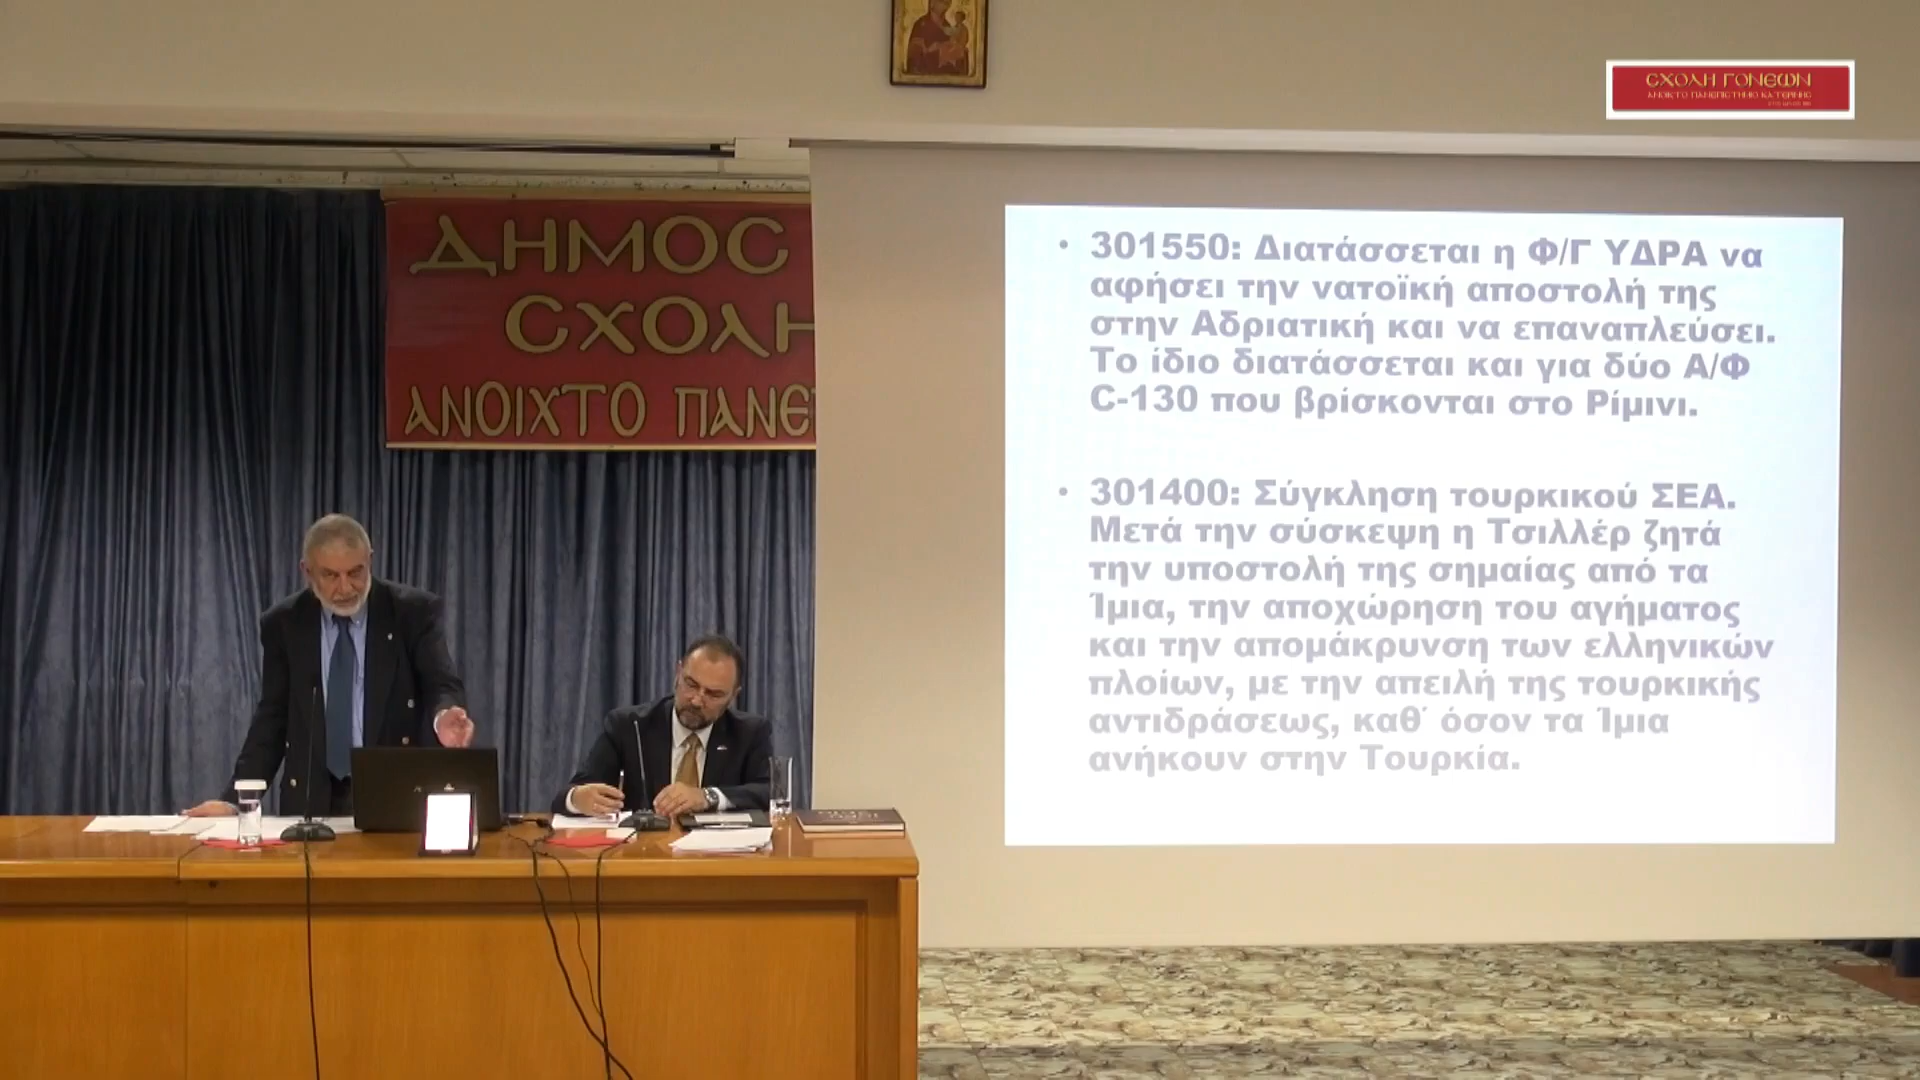 ΣΧΟΛΗ ΓΟΝΕΩΝ
ΑΝΟΙΚΤΟ ΠΑΝΕΠΙΣΤΗΜΙΟ ΚΑΤΕΡΙΝΗΣ
ΔΗΜΟΣ
ΣΧΟΛΗ
ΑΝΟΙΧΤΟ ΠΑΝΕ
• 301550: Διατάσσεται η Φ/Γ ΥΔΡΑ να
αφήσει την νατοϊκή αποστολή της
στην Αδριατική και να επαναπλεύσει.
Το ίδιο διατάσσεται και για δύο Α/Φ
C-130 που βρίσκονται στο Ρίμινι.
• 301400: Σύγκληση τουρκικού ΣΕΑ.
Μετά την σύσκεψη η Τσιλλέρ ζητά
την υποστολή της σημαίας από τα
Ίμια, την αποχώρηση του αγήματος
και την απομάκρυνση των ελληνικών
πλοίων, με την απειλή της τουρκικής
αντιδράσεως, καθ΄ όσον τα Ίμια
ανήκουν στην Τουρκία.